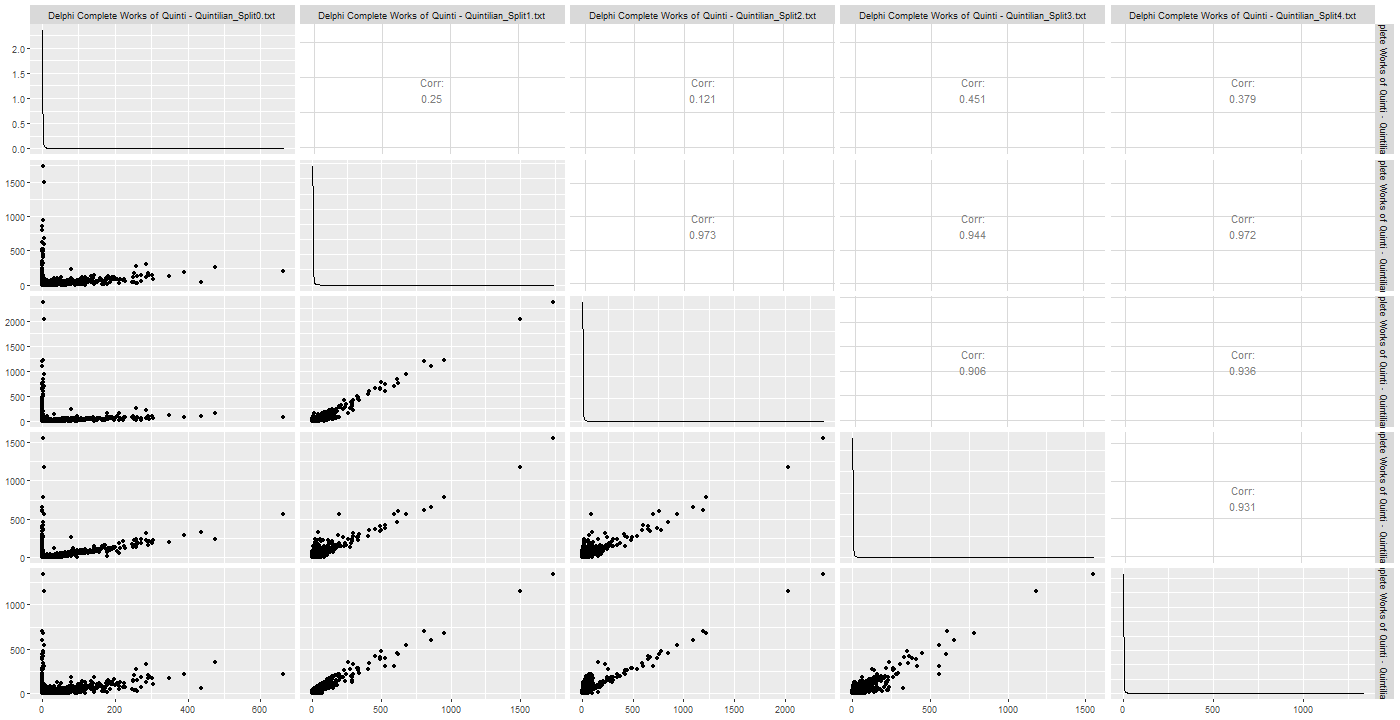 Delphi Complete Works of Quinti - Quintilian_Split0.txt
Delphi Complete Works of Quinti - Quintilian_Split1.txt
Delphi Complete Works of Quinti - Quintilian_Split2.txt
Delphi Complete Works of Quinti - Quintilian_Split3.txt
Delphi Complete Works of Quinti - Quintilian_Split4.txt
2.0
1.5
1.0
0.5
0.0
Corr:
0.25
Corr:
0.121
Corr:
0.451
Corr:
0.379
plete Works of Quinti - Quintilia
1500
1000
500
0
Corr:
0.973
Corr:
0.944
Corr:
0.972
plete Works of Quinti - Quintilia
2000
1500
1000
500
0
Corr:
0.906
Corr:
0.936
plete Works of Quinti - Quintilia
1500
1000
500
0
Corr:
0.931
plete Works of Quinti - Quintilia
1000
500
0
plete Works of Quinti - Quintilia
0 200 400 600
0 500 1000 1500
0 500 1000 1500 2000
0 500 1000 1500
0 500 1000